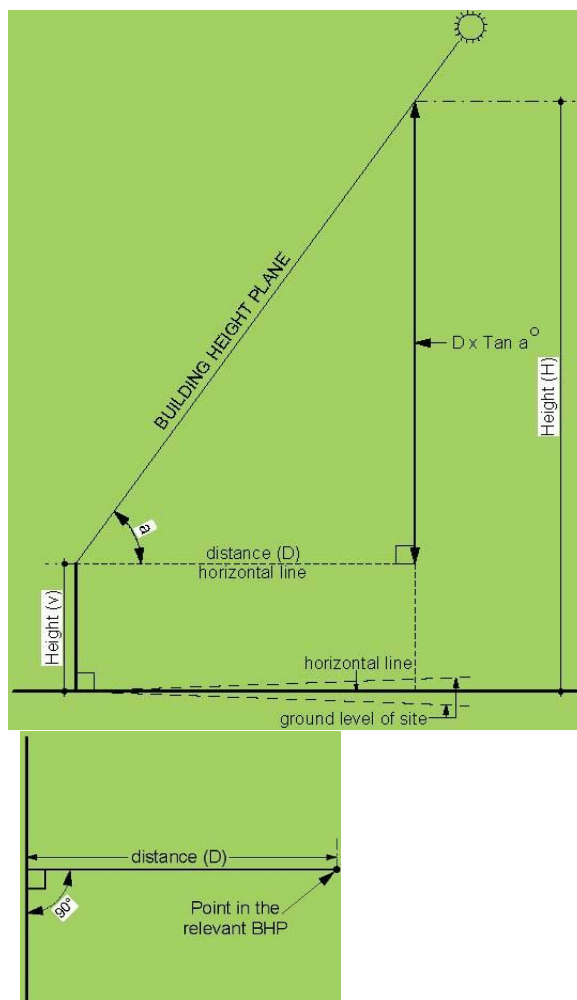 BUILDING HEIGHT PLANE
D x Tan a°
Height (H)
a
distance (D)
horizontal line
Height (v)
horizontal line
ground level of site
distance (D)
90°
Point in the
relevant BHP